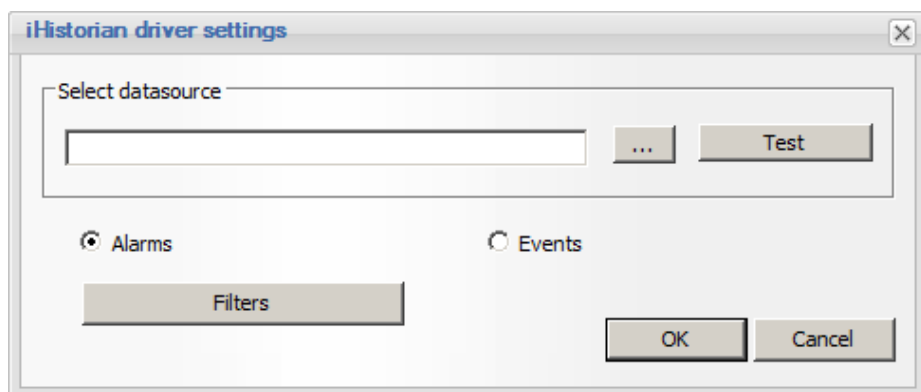 iHistorian driver settings
Select datasource
...
Test
Alarms
Events
Filters
OK
Cancel